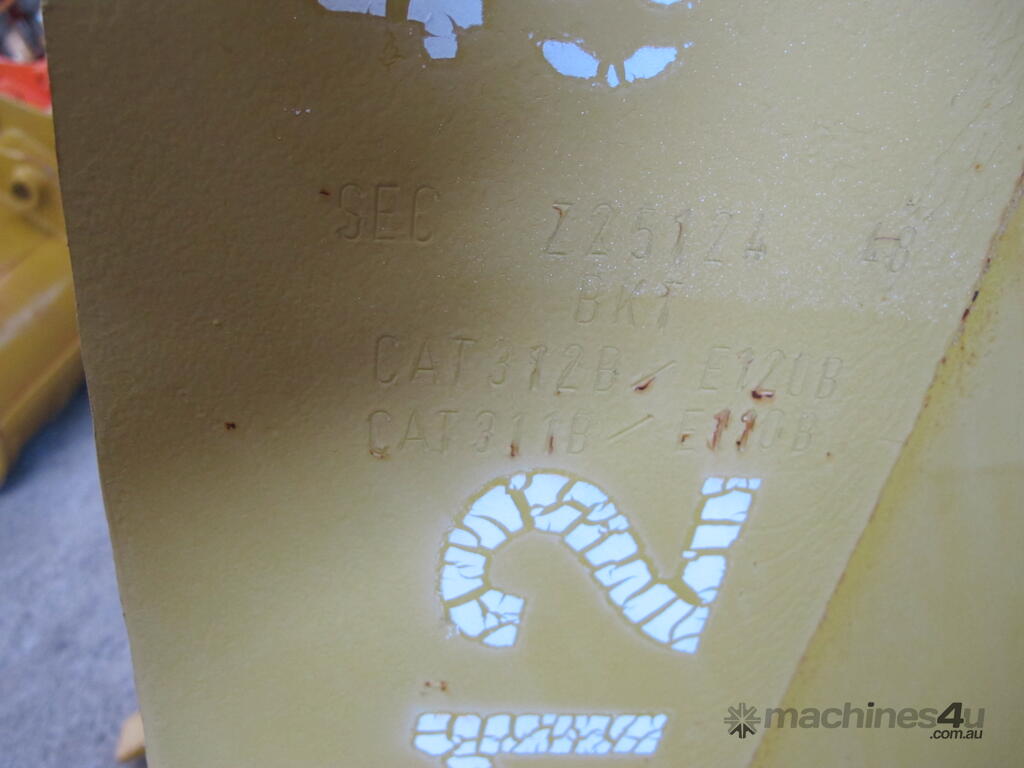 SEC Z25124
BKT
CAT312B / E120B
CAT311B / E110B
2
machines4u
.com.au